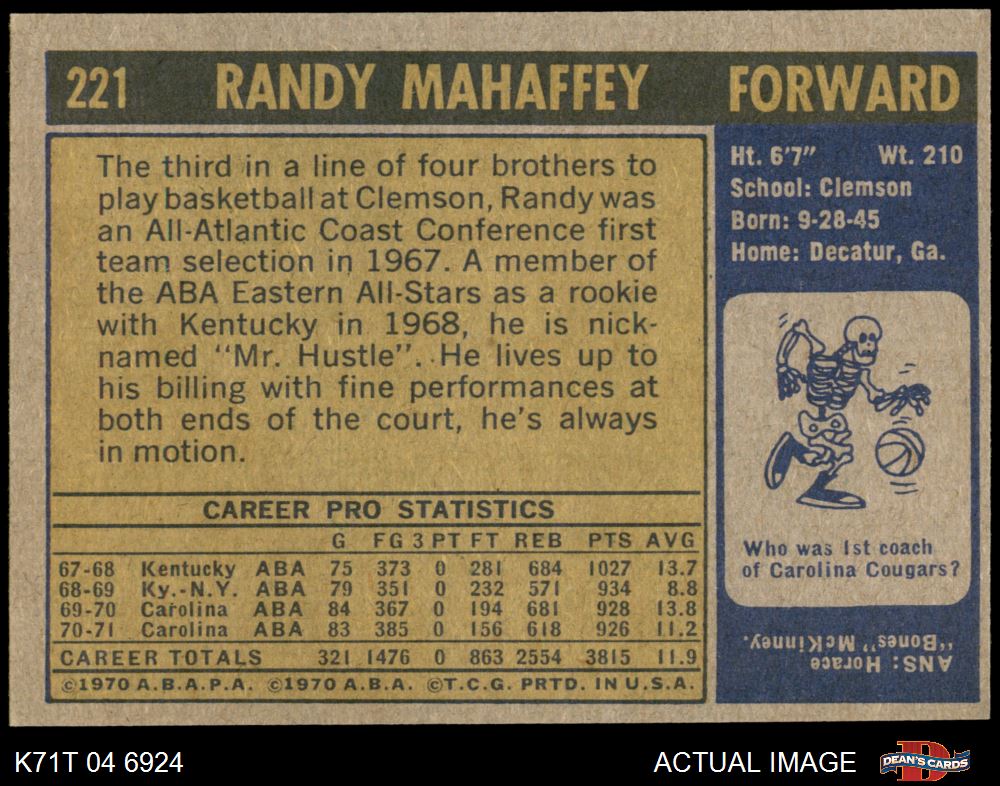 221 RANDY MAHAFFEY FORWARD
The third in a line of four brothers to
play basketball at Clemson, Randy was
an All-Atlantic Coast Conference first
team selection in 1967. A member of
the ABA Eastern All-Stars as a rookie
with Kentucky in 1968, he is nick-
named "Mr. Hustle". He lives up to
his billing with fine performances at
both ends of the court, he's always
in motion.
CAREER PRO STATISTICS
G FG 3 PT FT REB PTS AVG
67-68 Kentucky ABA 75 373 0 281 684 1027 13.7
68-69 Ky.-N.Y. ABA 79 351 0 232 571 934 8.8
69-70 Carolina ABA 84 367 0 194 681 928 13.8
70-71 Carolina ABA 83 385 0 156 618 926 11.2
CAREER TOTALS 321 1476 0 863 2554 3815 11.9
©1970 A.B.A.P.A. ©1970 A.B.A. ©T.C.G. PRTD. IN U.S.A.
Ht. 6'7" Wt. 210
School: Clemson
Born: 9-28-45
Home: Decatur, Ga.
Who was 1st coach
of Carolina Cougars?
ANS: Horace
"Bones" McKinney.
K71T 04 6924 ACTUAL IMAGE D DEAN'S CARDS